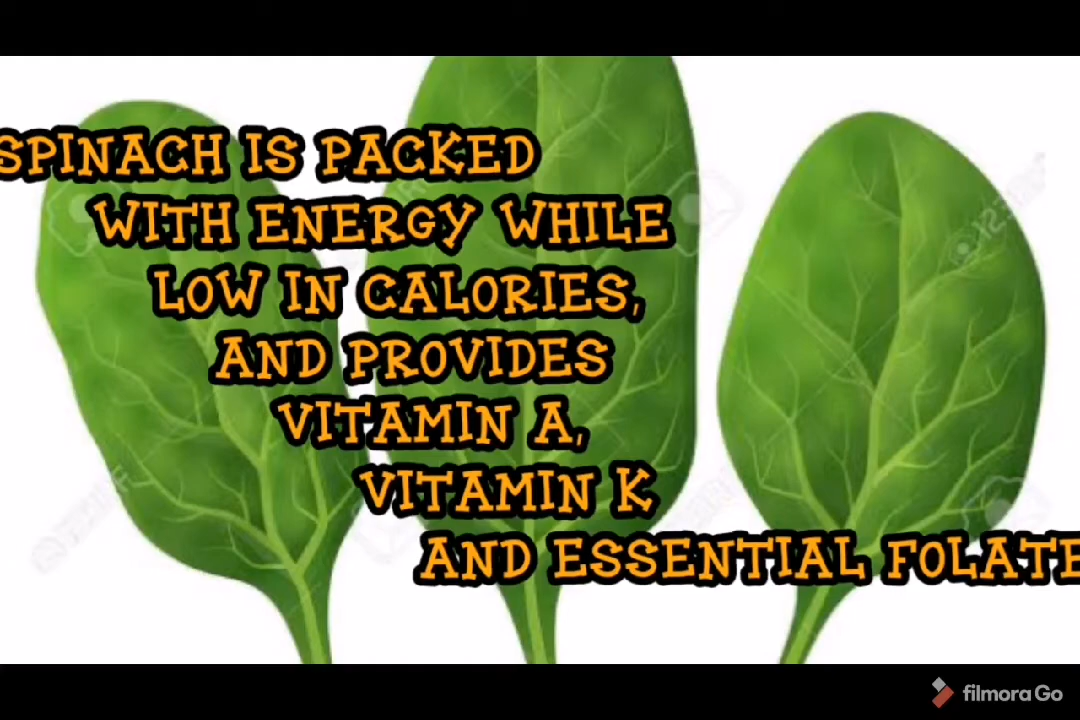 SPINACH IS PACKED
WITH ENERGY WHILE
LOW IN CALORIES,
AND PROVIDES
VITAMIN A,
VITAMIN K
AND ESSENTIAL FOLATE
filmora Go